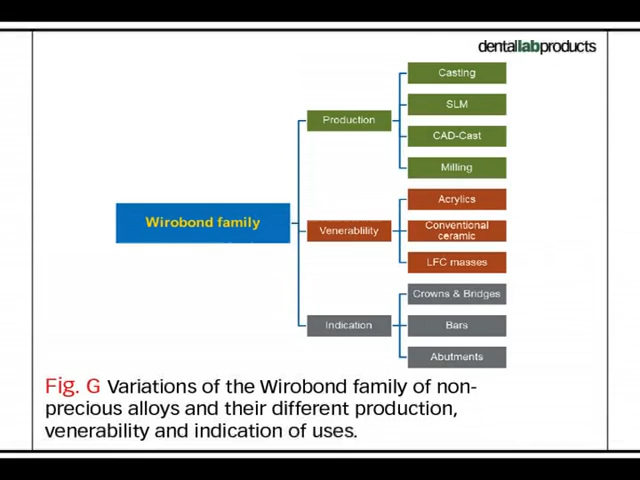 dentallabproducts
Casting
SLM
Production
CAD-Cast
Milling
Wirobond family
Acrylics
Venerablility
Conventional
ceramic
LFC masses
Crowns & Bridges
Indication
Bars
Abutments
Fig. G Variations of the Wirobond family of non-
precious alloys and their different production,
venerability and indication of uses.